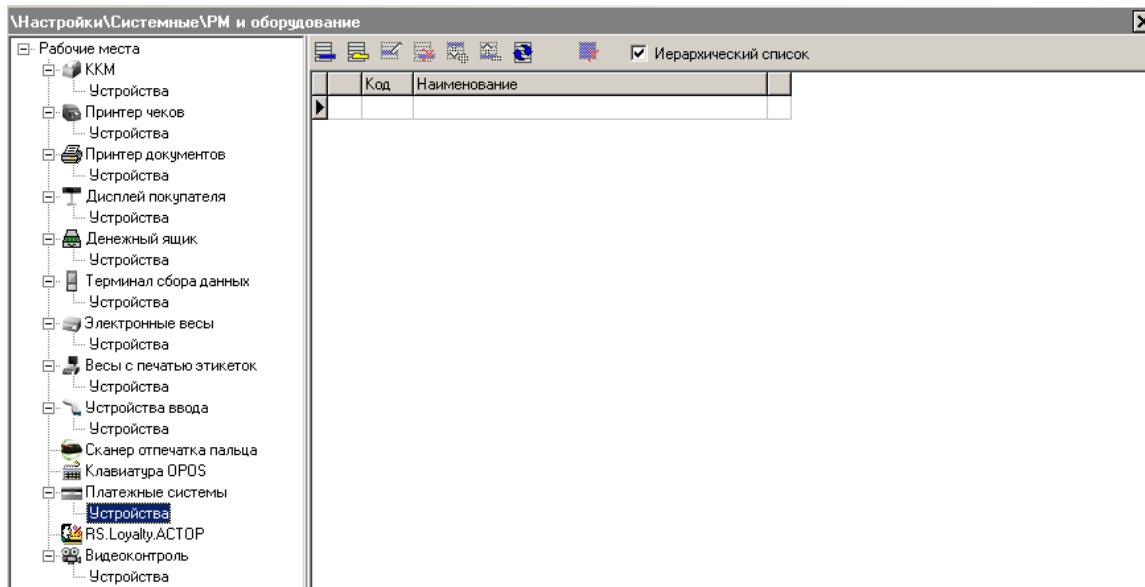 \Настройки\Системные\РМ и оборудование
Рабочие места
ККМ
Устройства
Принтер чеков
Устройства
Принтер документов
Устройства
Дисплей покупателя
Устройства
Денежный ящик
Устройства
Терминал сбора данных
Устройства
Электронные весы
Устройства
Весы с печатью этикеток
Устройства
Устройства ввода
Устройства
Сканер отпечатка пальца
Клавиатура OPOS
Платежные системы
Устройства
RS.Loyalty.ACTOP
Видеоконтроль
Устройства
Иерархический список
Код Наименование